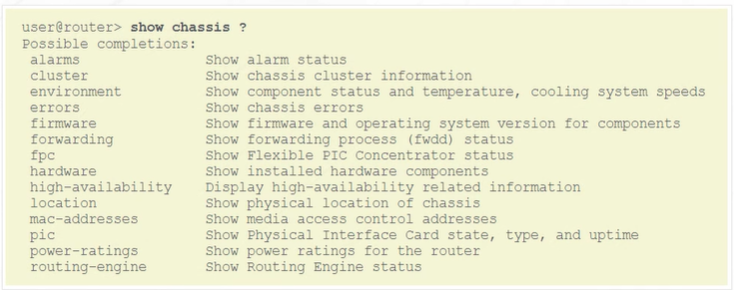 user@router> show chassis ?
Possible completions:
alarms Show alarm status
cluster Show chassis cluster information
environment Show component status and temperature, cooling system speeds
errors Show chassis errors
firmware Show firmware and operating system version for components
forwarding Show forwarding process (fwdd) status
fpc Show Flexible PIC Concentrator status
hardware Show installed hardware components
high-availability Display high-availability related information
location Show physical location of chassis
mac-addresses Show media access control addresses
pic Show Physical Interface Card state, type, and uptime
power-ratings Show power ratings for the router
routing-engine Show Routing Engine status